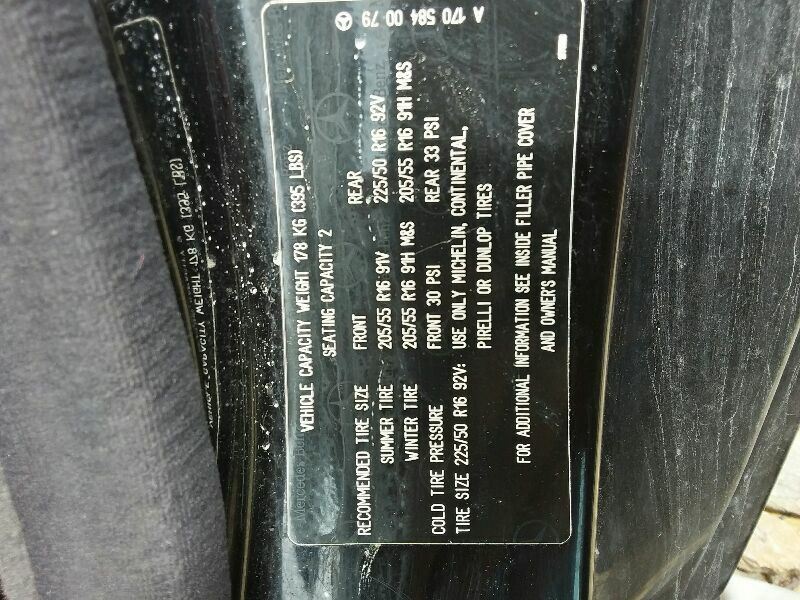 VEHICLE CAPACITY WEIGHT 178 KG (395 LBS)
SEATING CAPACITY 2
RECOMMENDED TIRE SIZE FRONT REAR
SUMMER TIRE 205/55 R16 91V 225/50 R16 92V
WINTER TIRE 205/55 R16 91H M&S 205/55 R16 91H M&S
COLD TIRE PRESSURE FRONT 30 PSI REAR 33 PSI
TIRE SIZE 225/50 R16 92V: USE ONLY MICHELIN, CONTINENTAL,
PIRELLI OR DUNLOP TIRES
FOR ADDITIONAL INFORMATION SEE INSIDE FILLER PIPE COVER
AND OWNER'S MANUAL
A 170 584 00 79
Mercedes-Benz